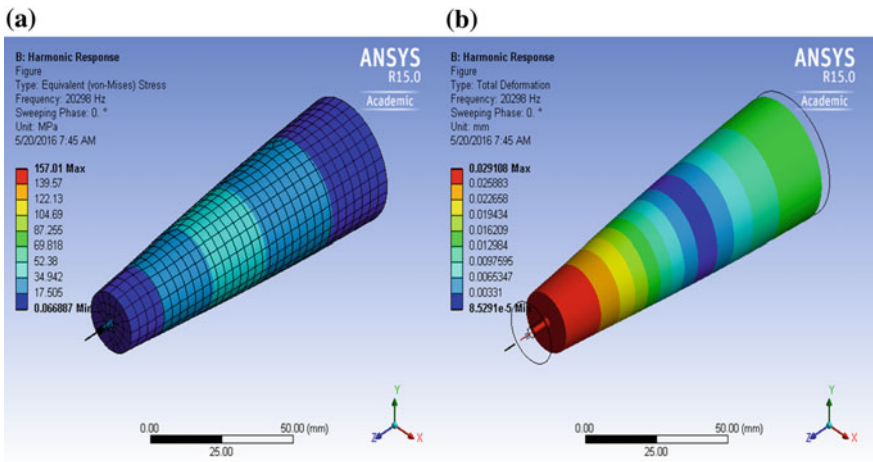 (a)
B: Harmonic Response
Figure
Type: Equivalent (von-Mises) Stress
Frequency: 20298 Hz
Sweeping Phase: 0. °
Unit: MPa
5/20/2016 7:45 AM
157.01 Max
139.57
122.13
104.69
87.255
69.818
52.38
34.942
17.505
0.066887 Min
ANSYS
R15.0
Academic
0.00
50.00 (mm)
25.00
Y
Z
X
(b)
B: Harmonic Response
Figure
Type: Total Deformation
Frequency: 20298 Hz
Sweeping Phase: 0. °
Unit: mm
5/20/2016 7:45 AM
0.029108 Max
0.025883
0.022658
0.019434
0.016209
0.012984
0.0097595
0.0065347
0.00331
8.5291e-5 Mi
ANSYS
R15.0
Academic
0.00
50.00 (mm)
25.00
Y
Z
X